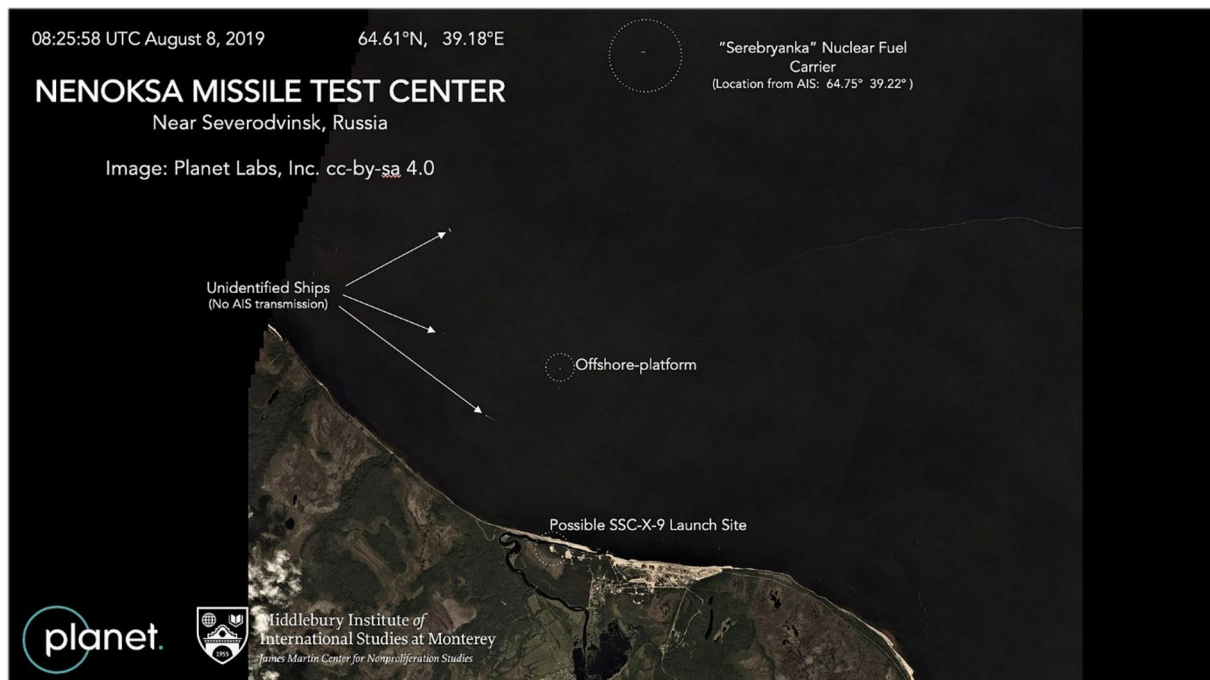 08:25:58 UTC August 8, 2019
64.61°N, 39.18°E
NENOKSA MISSILE TEST CENTER
Near Severodvinsk, Russia
Image: Planet Labs, Inc. cc-by-sa 4.0
"Serebryanka" Nuclear Fuel
Carrier
(Location from AIS: 64.75° 39.22° )
Unidentified Ships
(No AIS transmission)
Offshore-platform
Possible SSC-X-9 Launch Site
planet.
1955
Middlebury Institute of
International Studies at Monterey
James Martin Center for Nonproliferation Studies